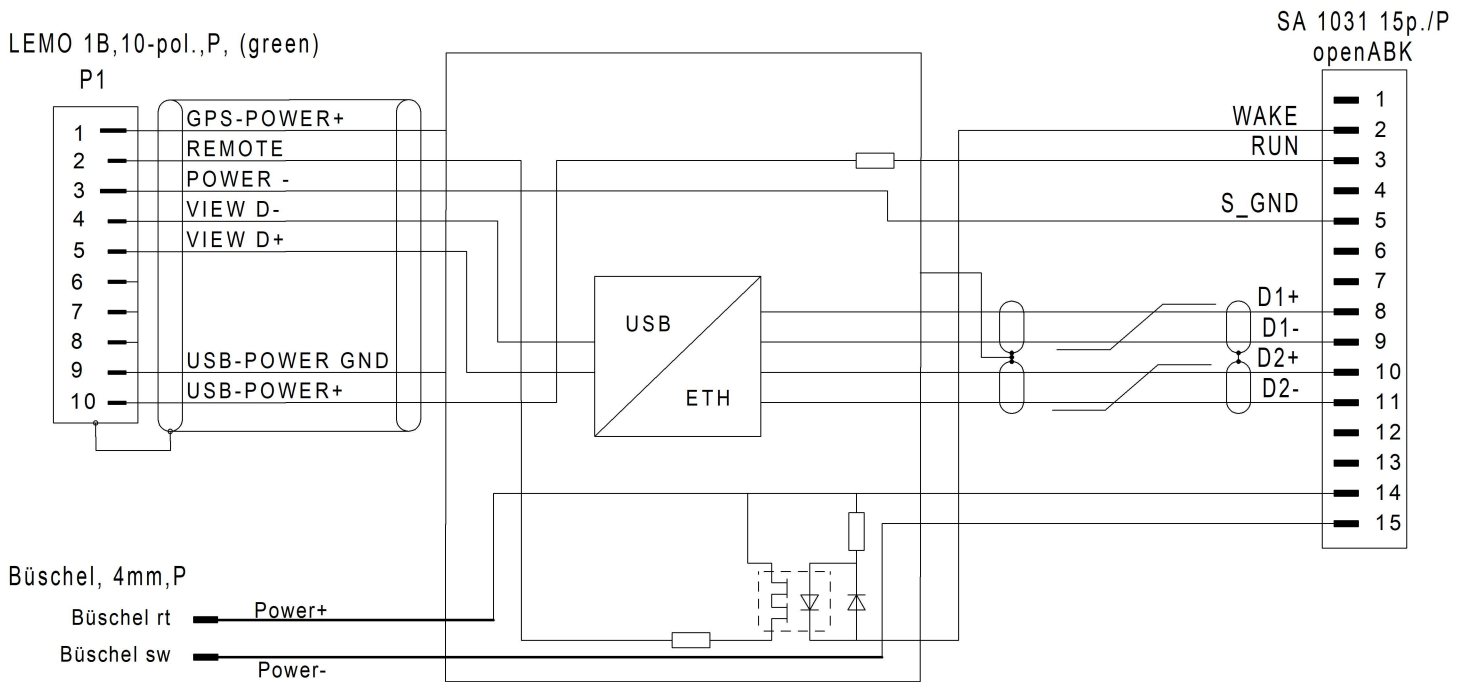 LEMO 1B,10-pol.,P, (green)
P1
1 GPS-POWER+
2 REMOTE
3 POWER -
4 VIEW D-
5 VIEW D+
6
7
8
9 USB-POWER GND
10 USB-POWER+
USB
ETH
SA 1031 15p./P
openABK
1
WAKE 2
RUN 3
4
S_GND 5
6
7
D1+ 8
D1- 9
D2+ 10
D2- 11
12
13
14
15
Büschel, 4mm,P
Büschel rt Power+
Büschel sw Power-